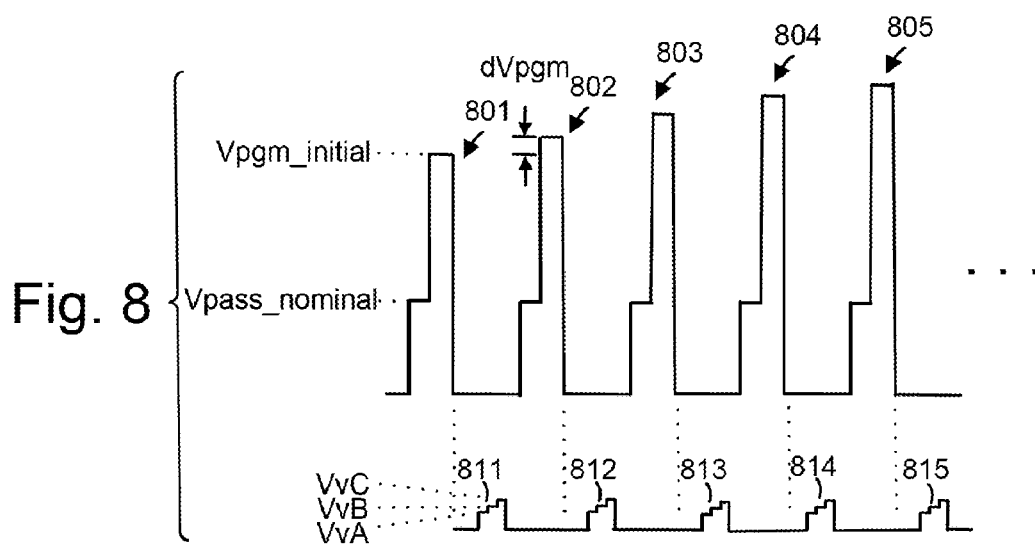 805
804
803
dVpgm
802
801
Vpgm_initial
Fig. 8
Vpass_nominal
. . .
811
812
813
814
815
VvC
VvB
VvA